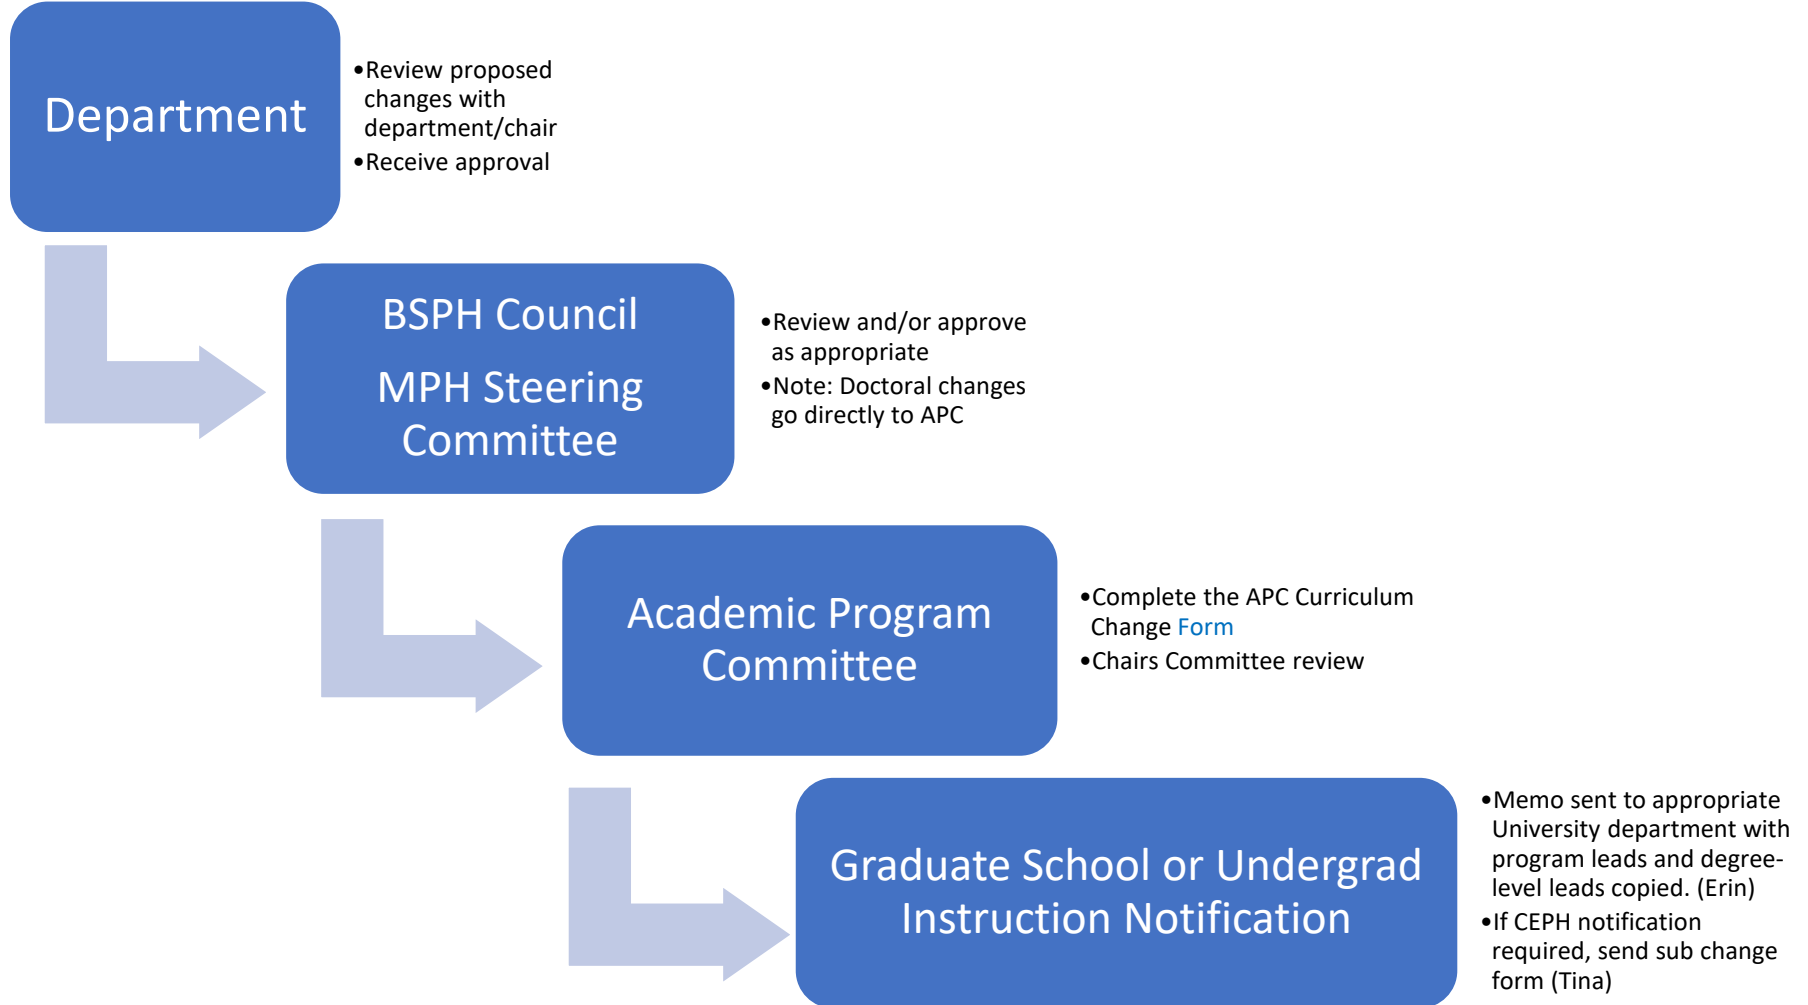 Department
•Review proposed
changes with
department/chair
•Receive approval
BSPH Council
MPH Steering
Committee
•Review and/or approve
as appropriate
•Note: Doctoral changes
go directly to APC
Academic Program
Committee
•Complete the APC Curriculum
Change Form
•Chairs Committee review
Graduate School or Undergrad
Instruction Notification
•Memo sent to appropriate
University department with
program leads and degree-
level leads copied. (Erin)
•If CEPH notification
required, send sub change
form (Tina)